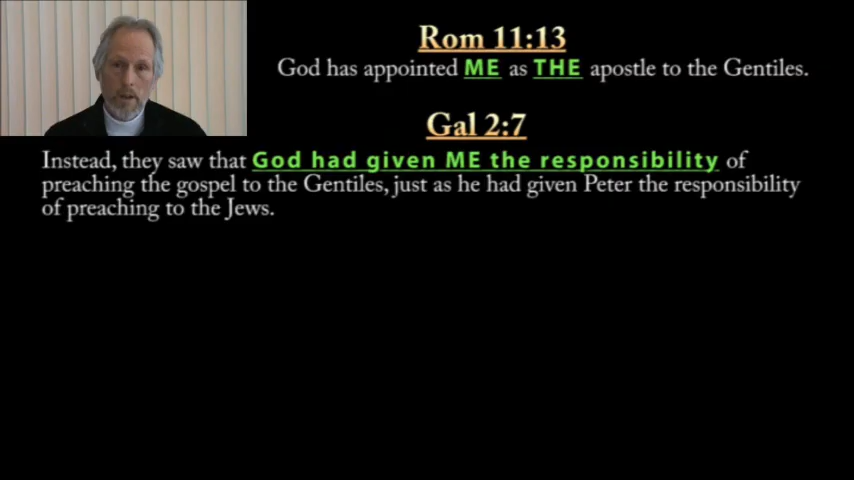 Rom 11:13
God has appointed ME as THE apostle to the Gentiles.
Gal 2:7
Instead, they saw that God had given ME the responsibility of
preaching the gospel to the Gentiles, just as he had given Peter the responsibility
of preaching to the Jews.